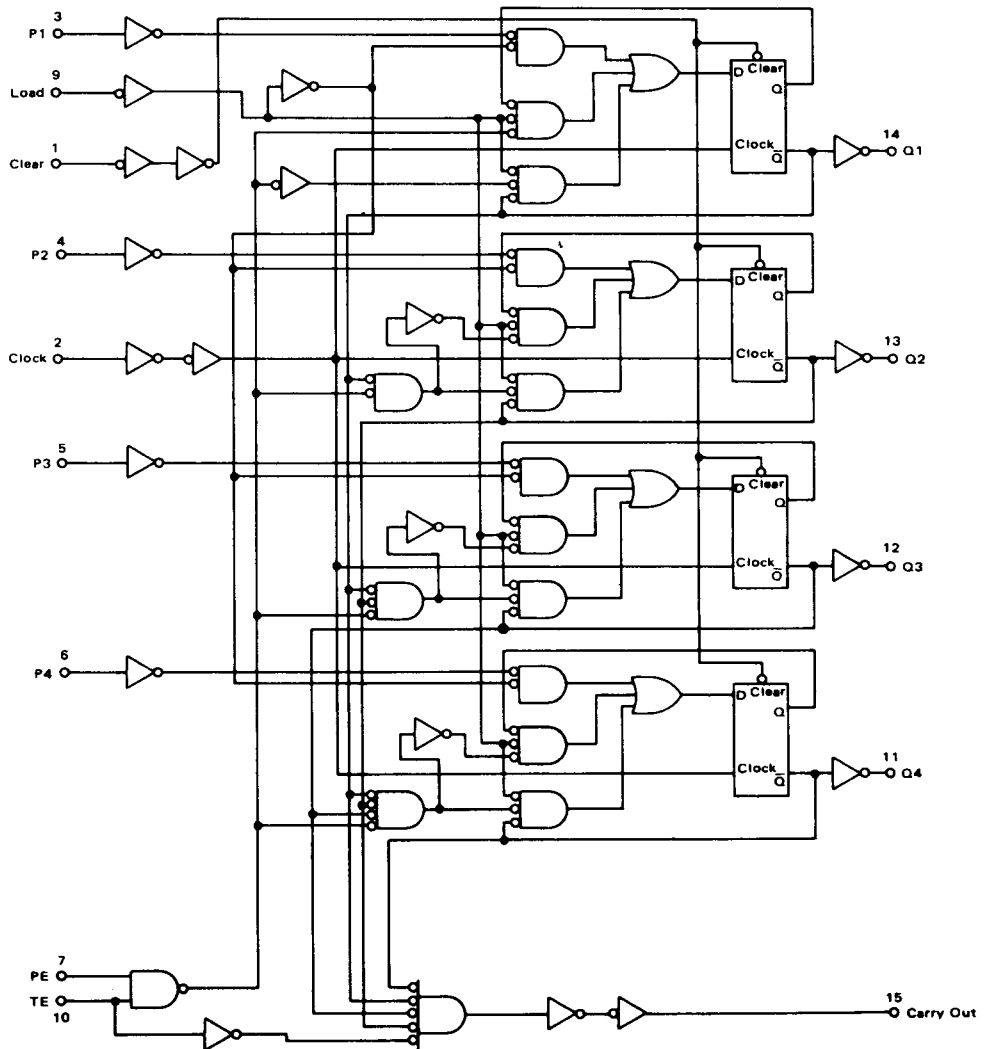 3
P1
9
Load
1
Clear
D Clear
Q
Clock
Q̅
14
Q1
4
P2
2
Clock
D Clear
Q
Clock
Q̅
13
Q2
5
P3
D Clear
Q
Clock
Q̅
12
Q3
6
P4
D Clear
Q
Clock
Q̅
11
Q4
7
PE
TE
10
15
Carry Out